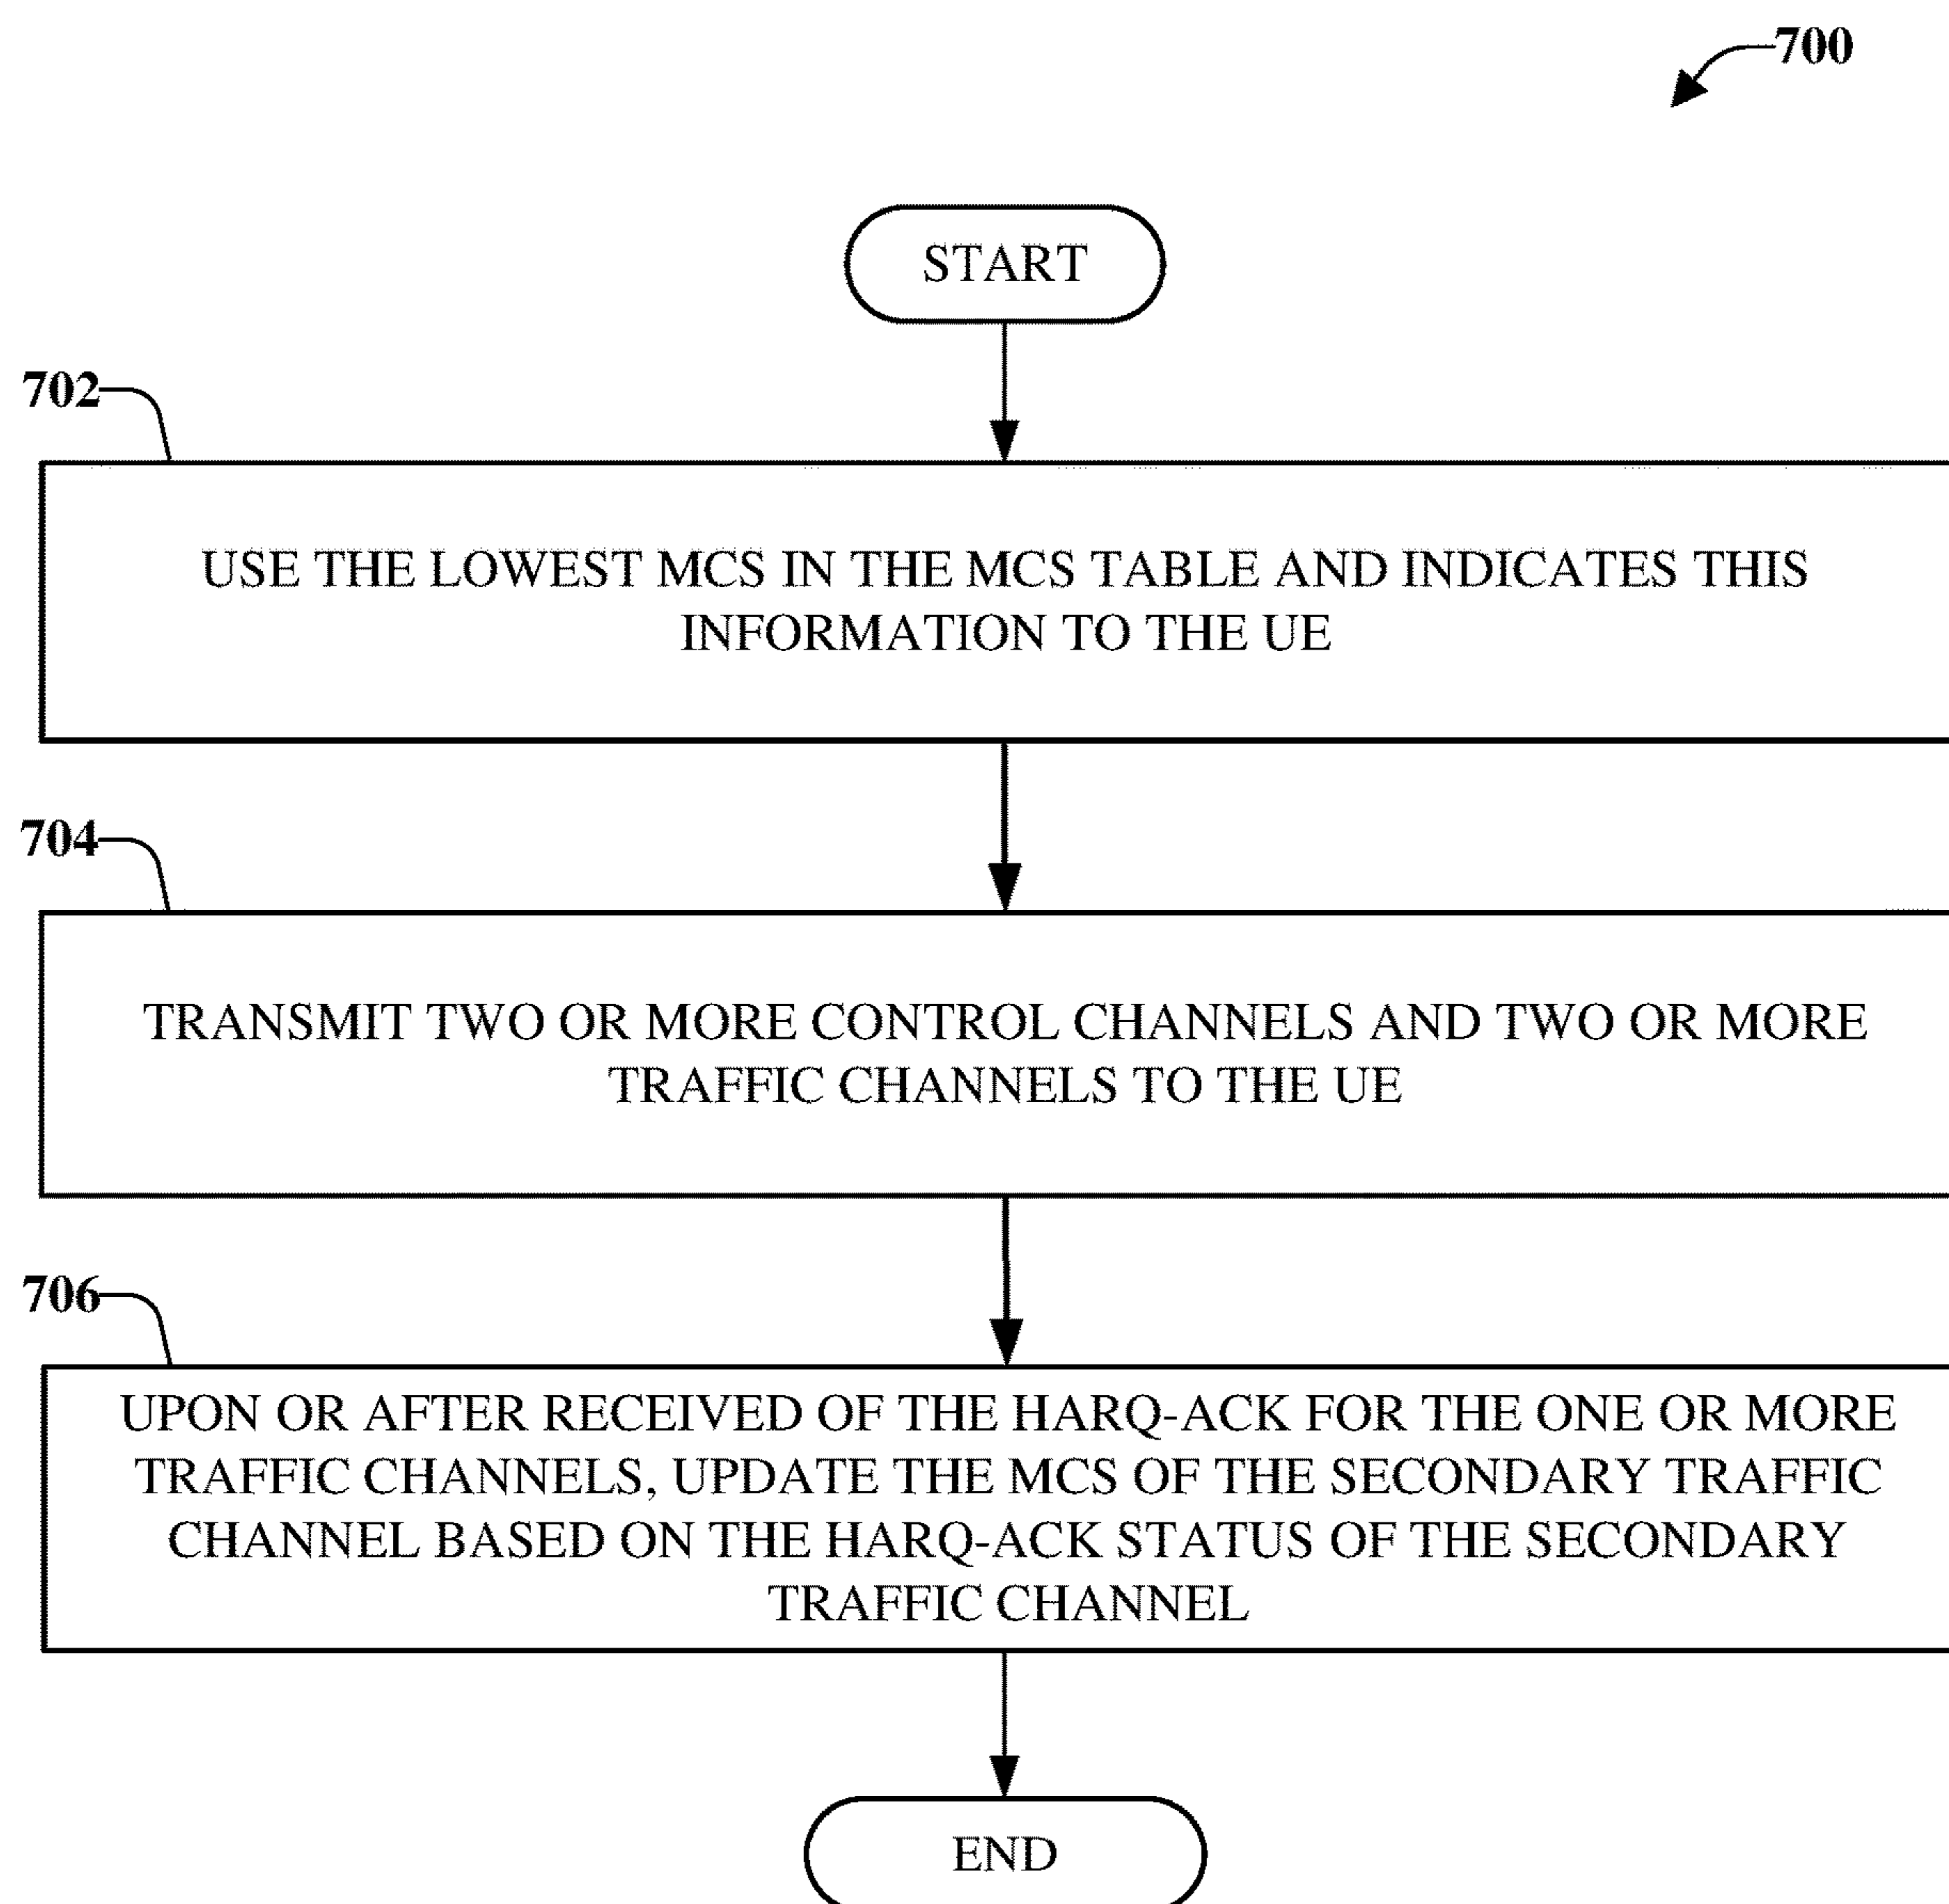 700
START
702
USE THE LOWEST MCS IN THE MCS TABLE AND INDICATES THIS
INFORMATION TO THE UE
704
TRANSMIT TWO OR MORE CONTROL CHANNELS AND TWO OR MORE
TRAFFIC CHANNELS TO THE UE
706
UPON OR AFTER RECEIVED OF THE HARQ-ACK FOR THE ONE OR MORE
TRAFFIC CHANNELS, UPDATE THE MCS OF THE SECONDARY TRAFFIC
CHANNEL BASED ON THE HARQ-ACK STATUS OF THE SECONDARY
TRAFFIC CHANNEL
END